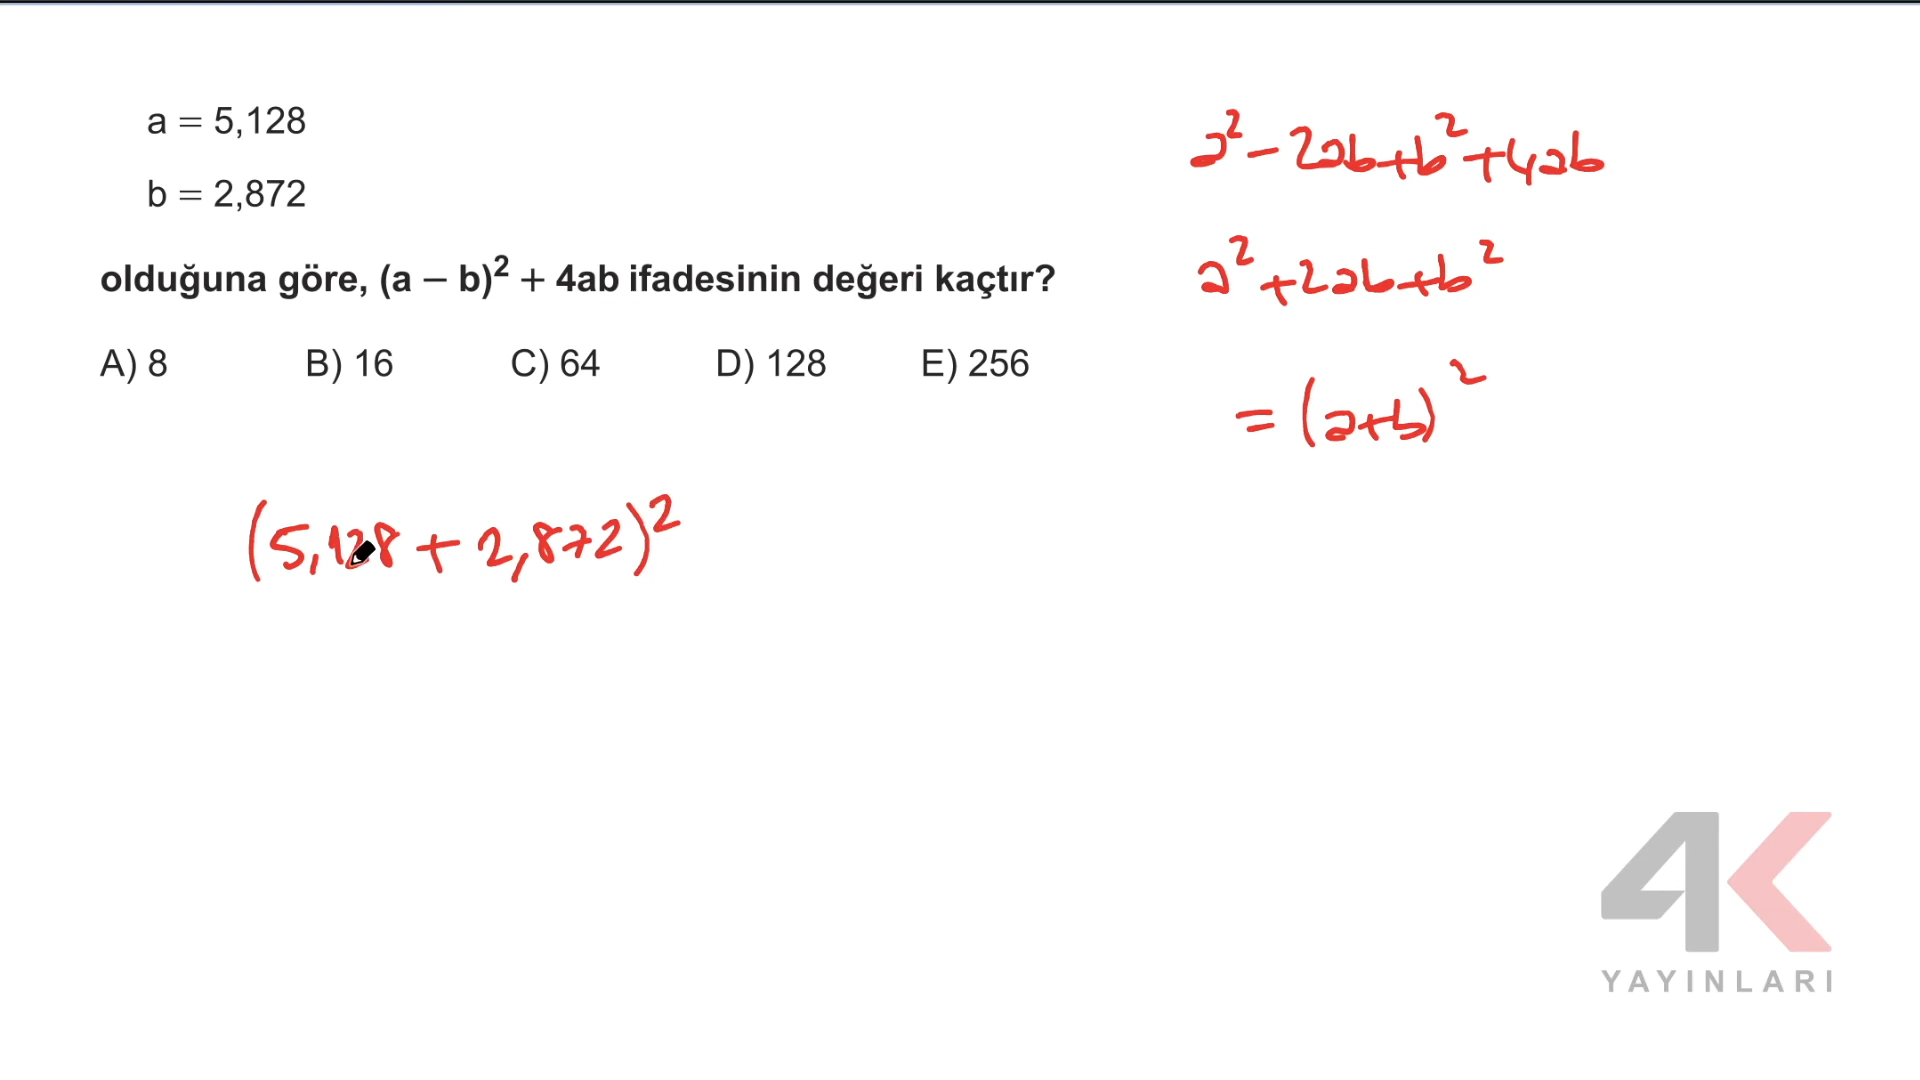 a = 5,128
b = 2,872
olduğuna göre, (a − b)² + 4ab ifadesinin değeri kaçtır?
A) 8 B) 16 C) 64 D) 128 E) 256
a² − 2ab + b² + 4ab
a² + 2ab + b²
= (a+b)²
(5,128 + 2,872)²
4K
YAYINLARI